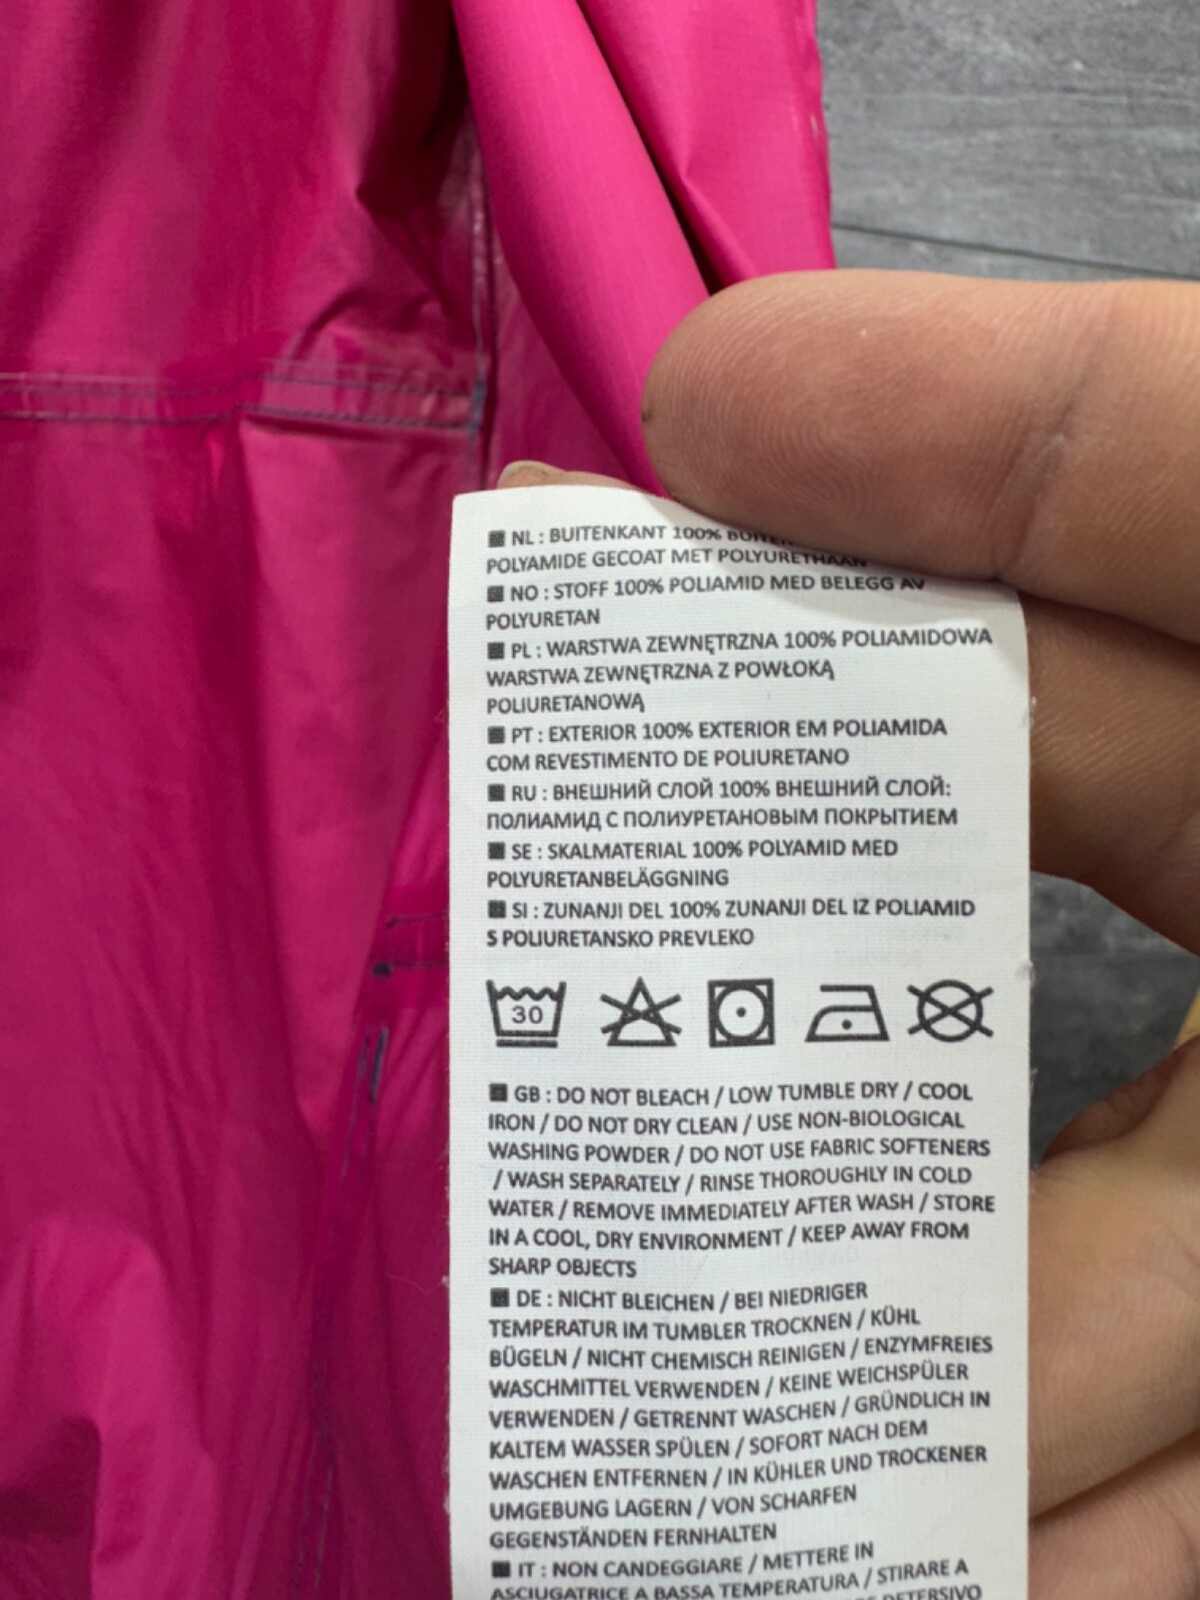 NL : BUITENKANT 100%
POLYAMIDE GECOAT MET POLYURETHAAN
NO : STOFF 100% POLIAMID MED BELEGG AV
POLYURETAN
PL : WARSTWA ZEWNĘTRZNA 100% POLIAMIDOWA
WARSTWA ZEWNĘTRZNA Z POWŁOKĄ
POLIURETANOWĄ
PT : EXTERIOR 100% EXTERIOR EM POLIAMIDA
COM REVESTIMENTO DE POLIURETANO
RU : ВНЕШНИЙ СЛОЙ 100% ВНЕШНИЙ СЛОЙ:
ПОЛИАМИД С ПОЛИУРЕТАНОВЫМ ПОКРЫТИЕМ
SE : SKALMATERIAL 100% POLYAMID MED
POLYURETANBELÄGGNING
SI : ZUNANJI DEL 100% ZUNANJI DEL IZ POLIAMID
S POLIURETANSKO PREVLEKO
30
GB : DO NOT BLEACH / LOW TUMBLE DRY / COOL
IRON / DO NOT DRY CLEAN / USE NON-BIOLOGICAL
WASHING POWDER / DO NOT USE FABRIC SOFTENERS
/ WASH SEPARATELY / RINSE THOROUGHLY IN COLD
WATER / REMOVE IMMEDIATELY AFTER WASH / STORE
IN A COOL, DRY ENVIRONMENT / KEEP AWAY FROM
SHARP OBJECTS
DE : NICHT BLEICHEN / BEI NIEDRIGER
TEMPERATUR IM TUMBLER TROCKNEN / KÜHL
BÜGELN / NICHT CHEMISCH REINIGEN / ENZYMFREIES
WASCHMITTEL VERWENDEN / KEINE WEICHSPÜLER
VERWENDEN / GETRENNT WASCHEN / GRÜNDLICH IN
KALTEM WASSER SPÜLEN / SOFORT NACH DEM
WASCHEN ENTFERNEN / IN KÜHLER UND TROCKENER
UMGEBUNG LAGERN / VON SCHARFEN
GEGENSTÄNDEN FERNHALTEN
IT : NON CANDEGGIARE / METTERE IN
ASCIUGATRICE A BASSA TEMPERATURA / STIRARE A
DETERSIVO